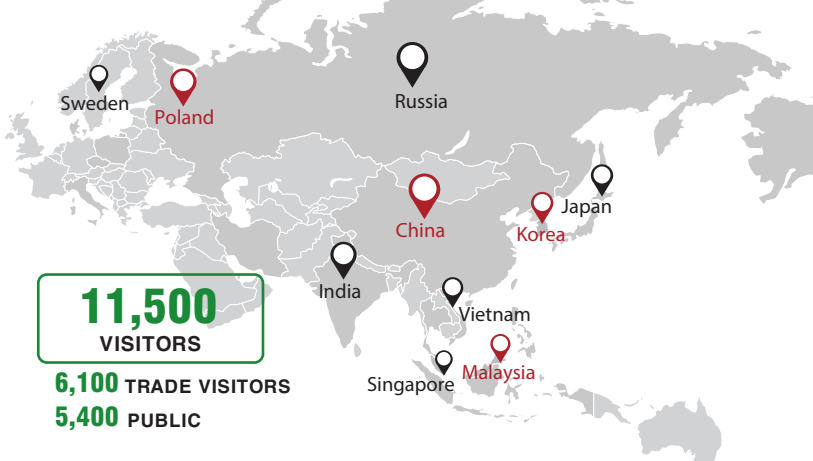 Sweden
Poland
Russia
China
Korea
Japan
India
Vietnam
Singapore
Malaysia
11,500
VISITORS
6,100 TRADE VISITORS
5,400 PUBLIC